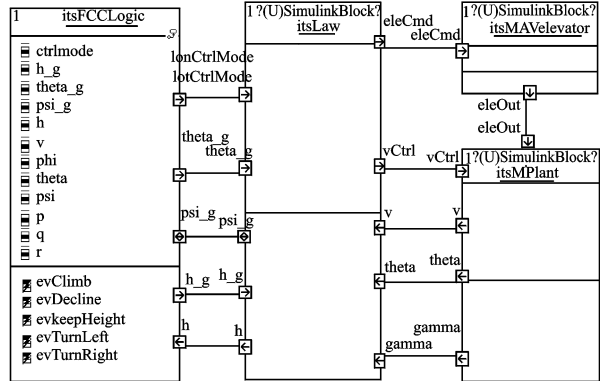 1
itsFCCLogic
ctrlmode
h_g
theta_g
psi_g
h
v
phi
theta
psi
p
q
r
evClimb
evDecline
evkeepHeight
evTurnLeft
evTurnRight
lonCtrlMode
lotCtrlMode
theta_g
theta_g
psi_g
psi_g
h_g
h_g
h
h
1?(U)SimulinkBlock?
itsLaw
eleCmd
eleCmd
vCtrl
vCtrl
v
v
theta
theta
gamma
gamma
1?(U)SimulinkBlock?
itsMAVelevator
eleOut
eleOut
1?(U)SimulinkBlock?
itsMPlant